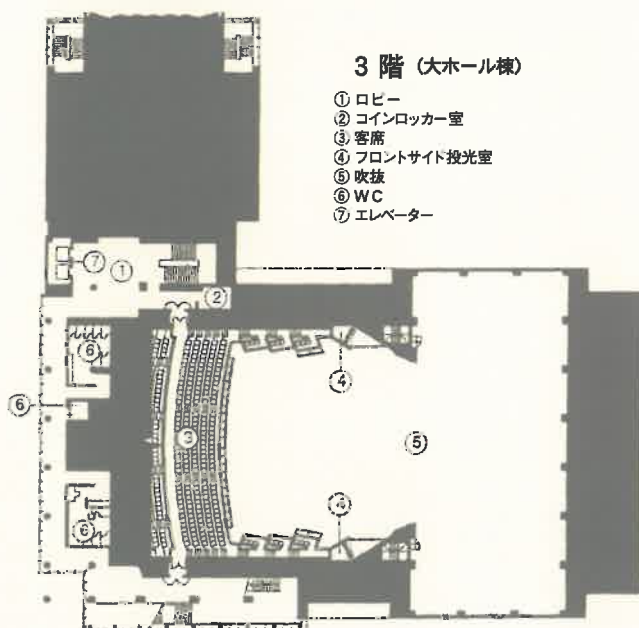 3 階 (大ホール棟)
① ロビー
② コインロッカー室
③ 客席
④ フロントサイド投光室
⑤ 吹抜
⑥ WC
⑦ エレベーター
⑦
①
②
⑥
④
⑥
③
⑤
⑥
④